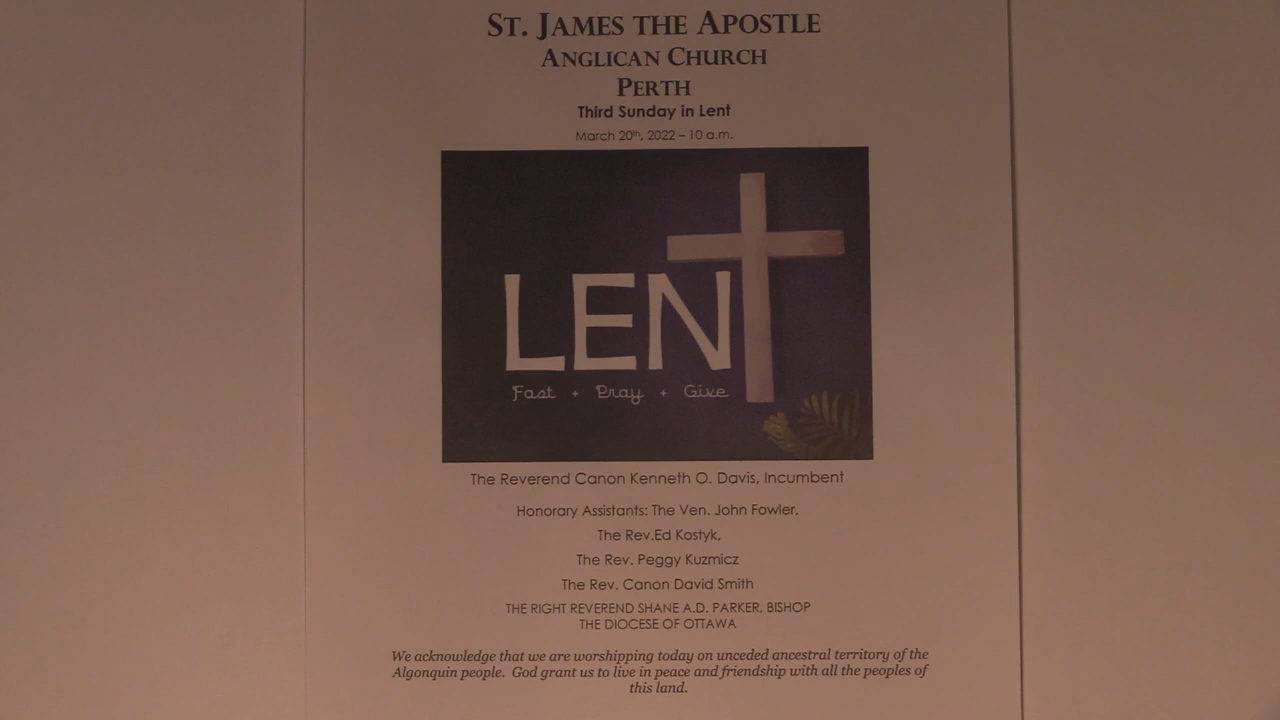 St. James the Apostle
Anglican Church
Perth
Third Sunday in Lent
March 20th, 2022 – 10 a.m.
LENT
Fast + Pray + Give
The Reverend Canon Kenneth O. Davis, Incumbent
Honorary Assistants: The Ven. John Fowler,
The Rev.Ed Kostyk,
The Rev. Peggy Kuzmicz
The Rev. Canon David Smith
THE RIGHT REVEREND SHANE A.D. PARKER, BISHOP
THE DIOCESE OF OTTAWA
We acknowledge that we are worshipping today on unceded ancestral territory of the
Algonquin people. God grant us to live in peace and friendship with all the peoples of
this land.